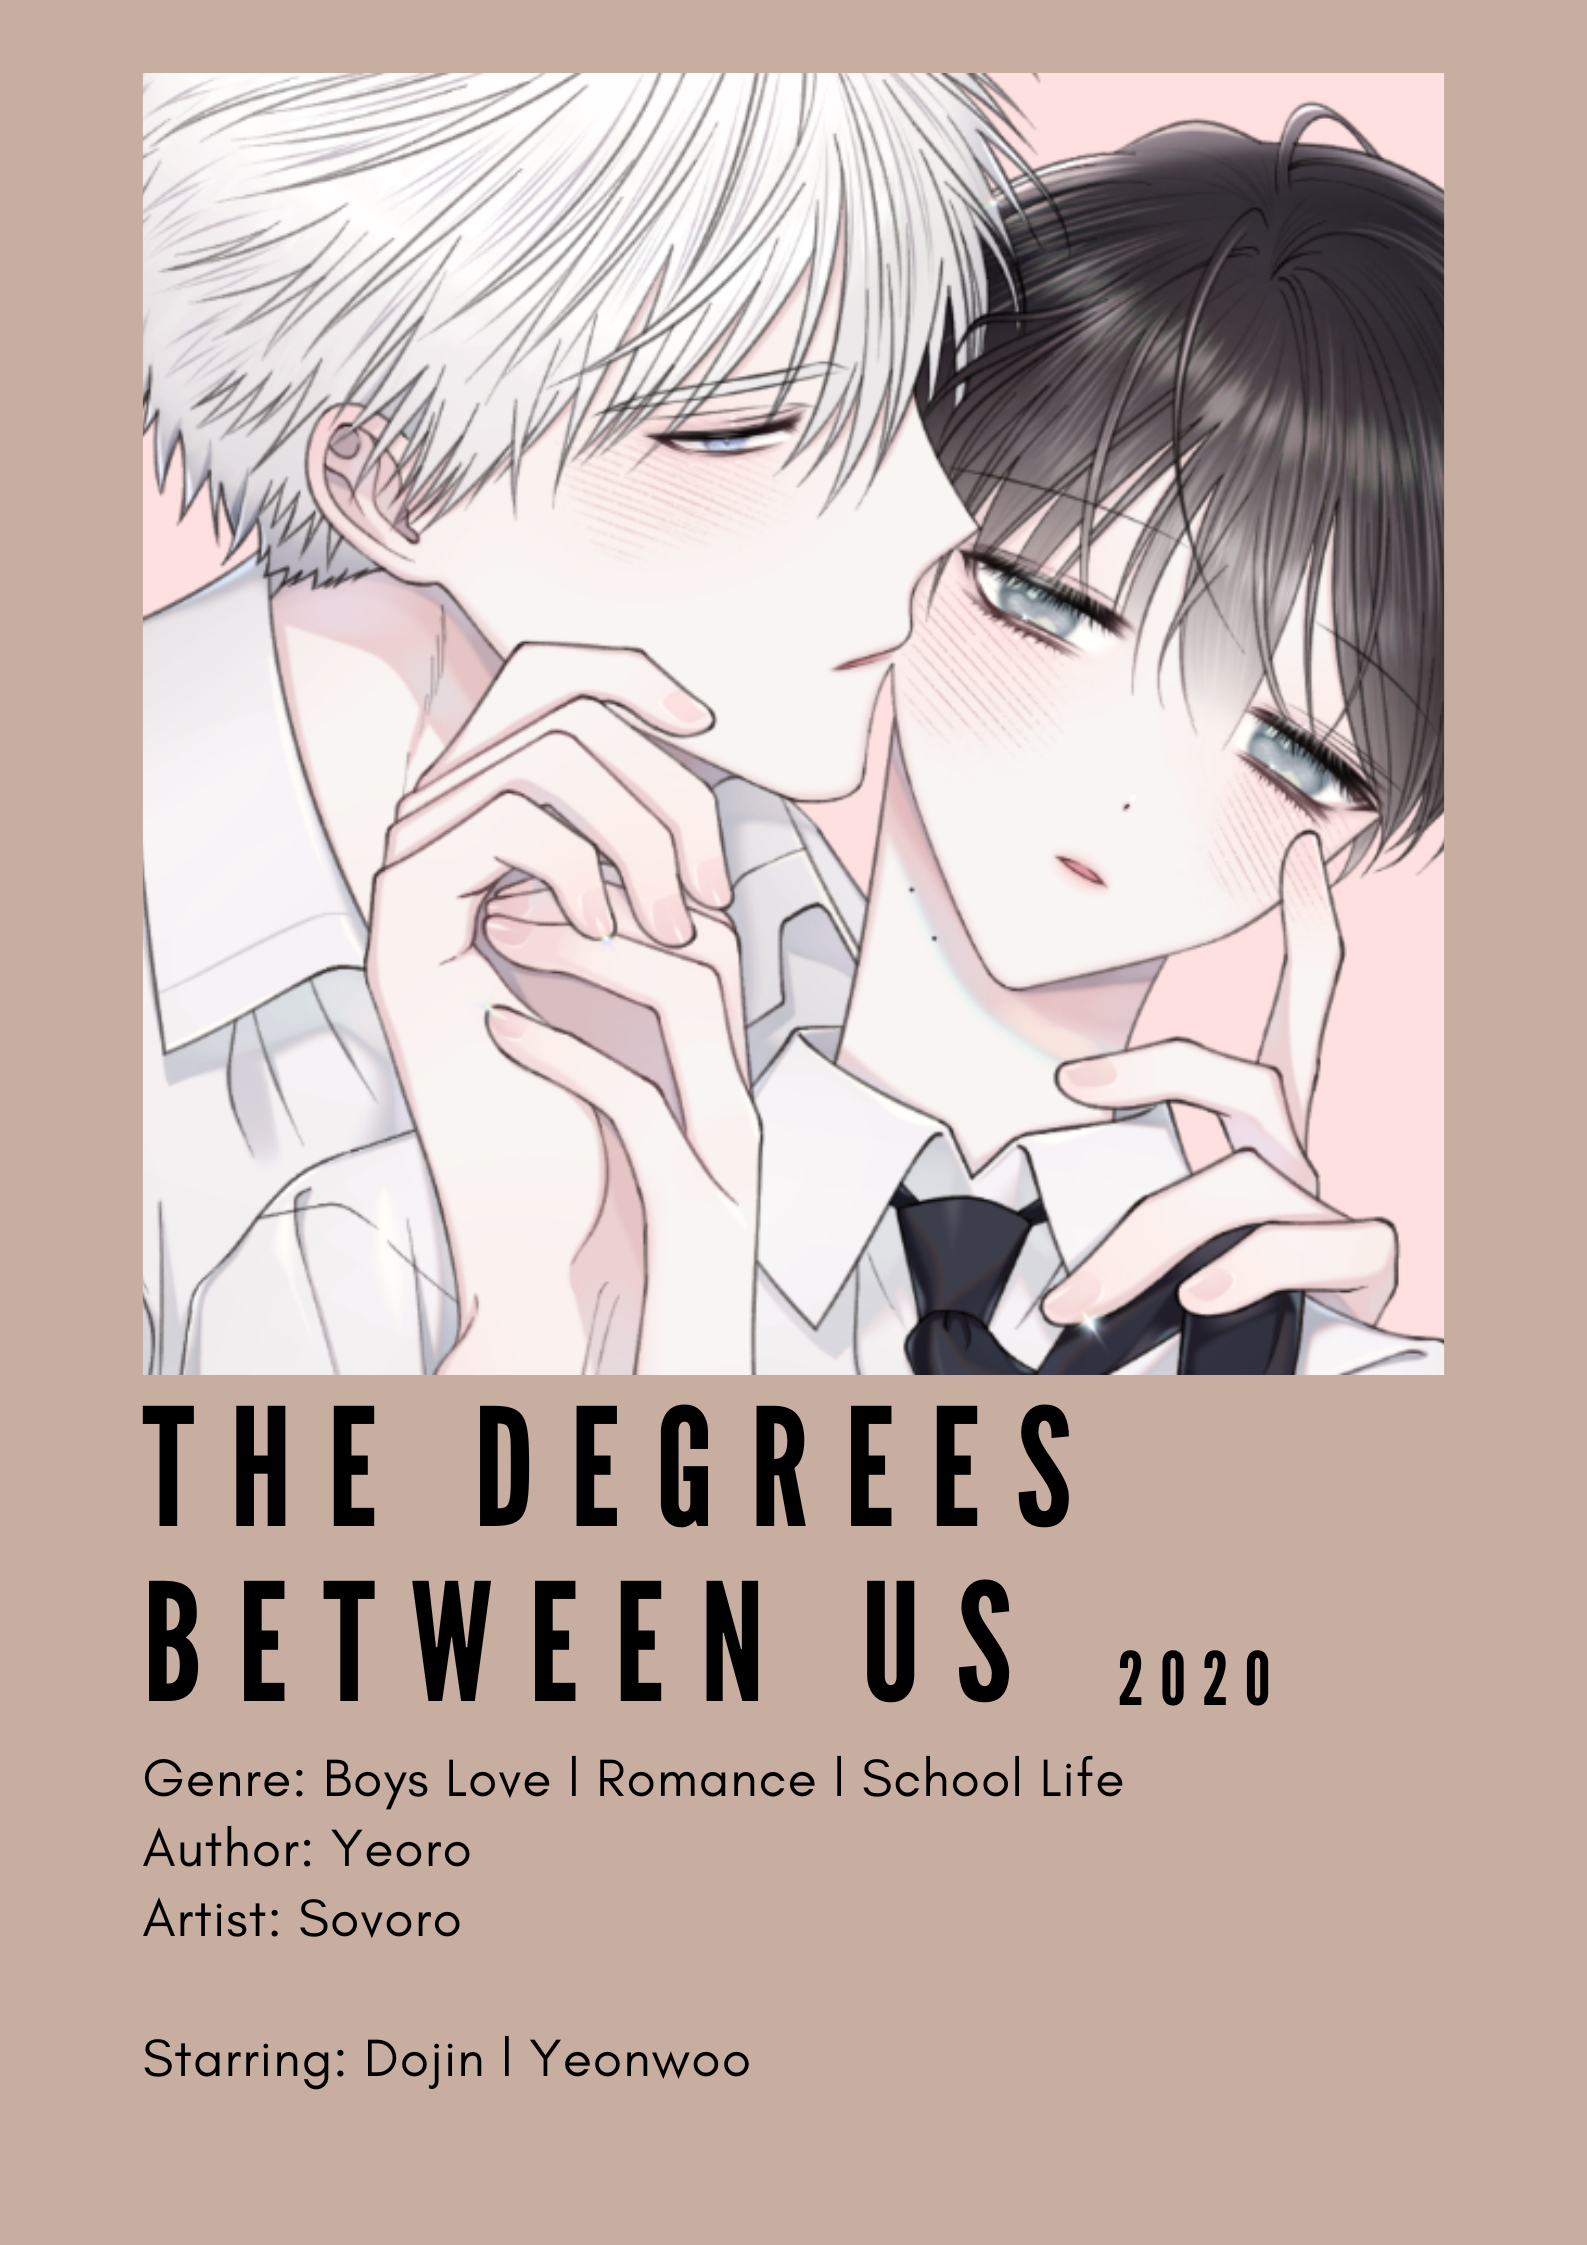 THE DEGREES
BETWEEN US 2020
Genre: Boys Love | Romance | School Life
Author: Yeoro
Artist: Sovoro
Starring: Dojin | Yeonwoo